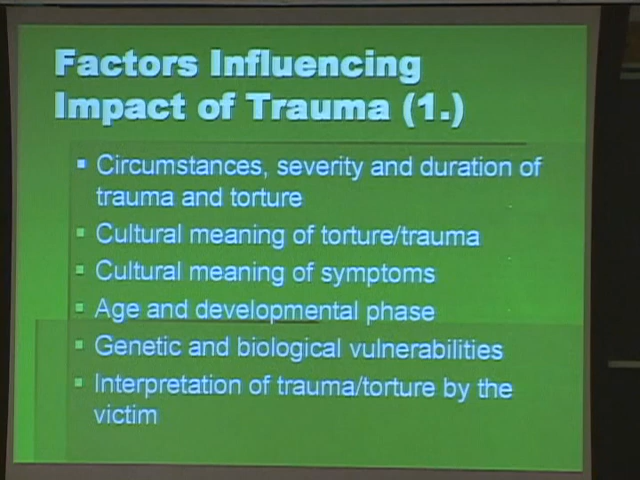 Factors Influencing
Impact of Trauma (1.)
Circumstances, severity and duration of
trauma and torture
Cultural meaning of torture/trauma
Cultural meaning of symptoms
Age and developmental phase
Genetic and biological vulnerabilities
Interpretation of trauma/torture by the
victim